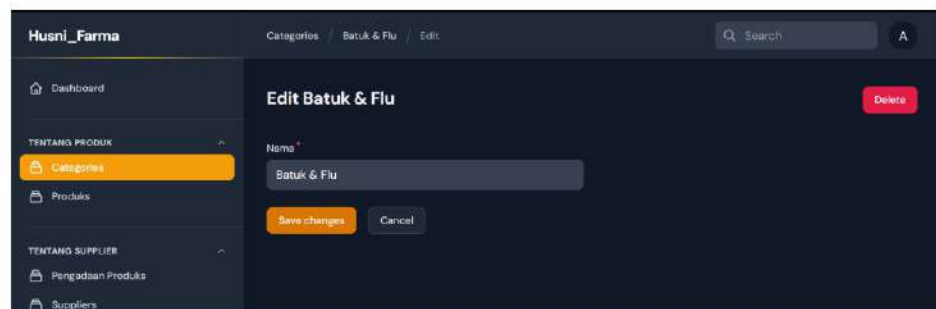 Husni_Farma
Categories / Batuk & Flu / Edit
Search
A
Dashboard
Edit Batuk & Flu
Delete
TENTANG PRODUK
Name*
Categories
Batuk & Flu
Produks
Save changes
Cancel
TENTANG SUPPLIER
Pengadaan Produks
Suppliers